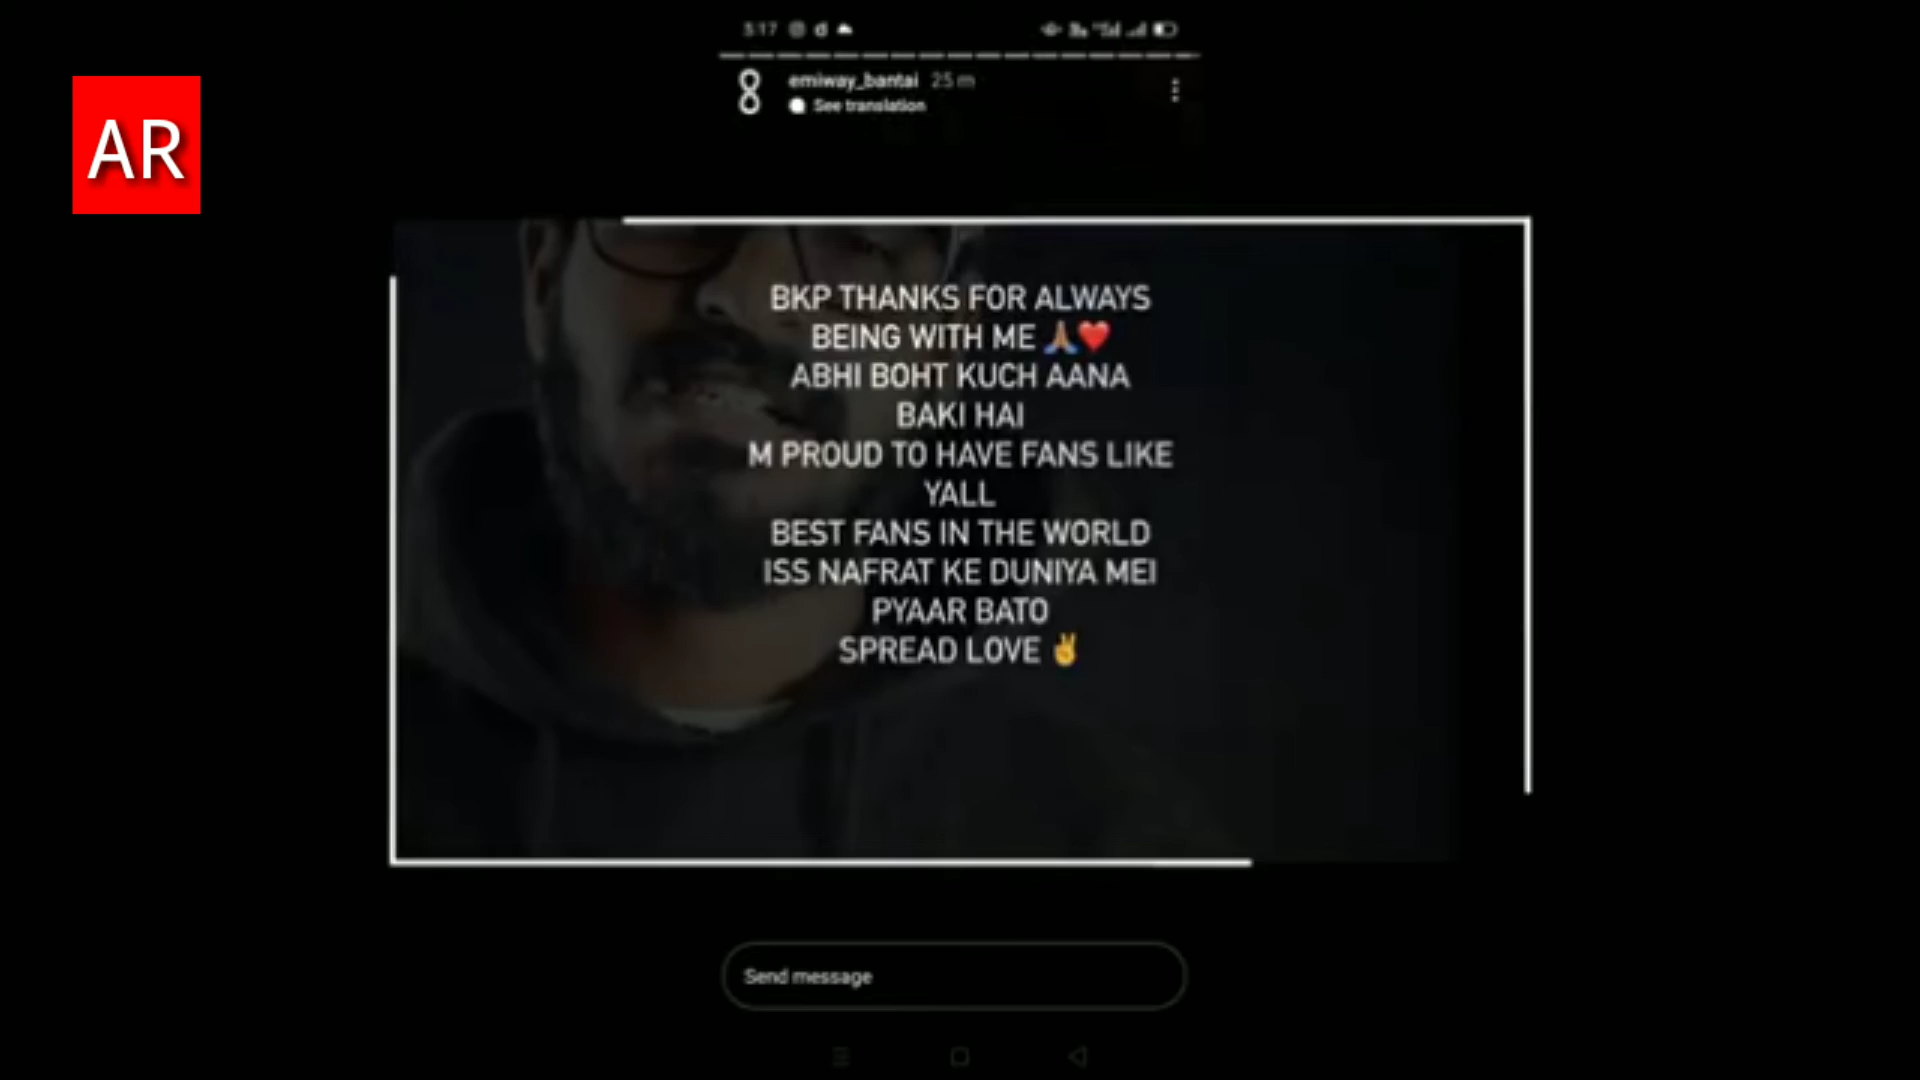 3:17
AR
emiway_bantai 25 m
See translation
BKP THANKS FOR ALWAYS
BEING WITH ME 🙏🏽❤️
ABHI BOHT KUCH AANA
BAKI HAI
M PROUD TO HAVE FANS LIKE
YALL
BEST FANS IN THE WORLD
ISS NAFRAT KE DUNIYA MEI
PYAAR BATO
SPREAD LOVE ✌️
Send message